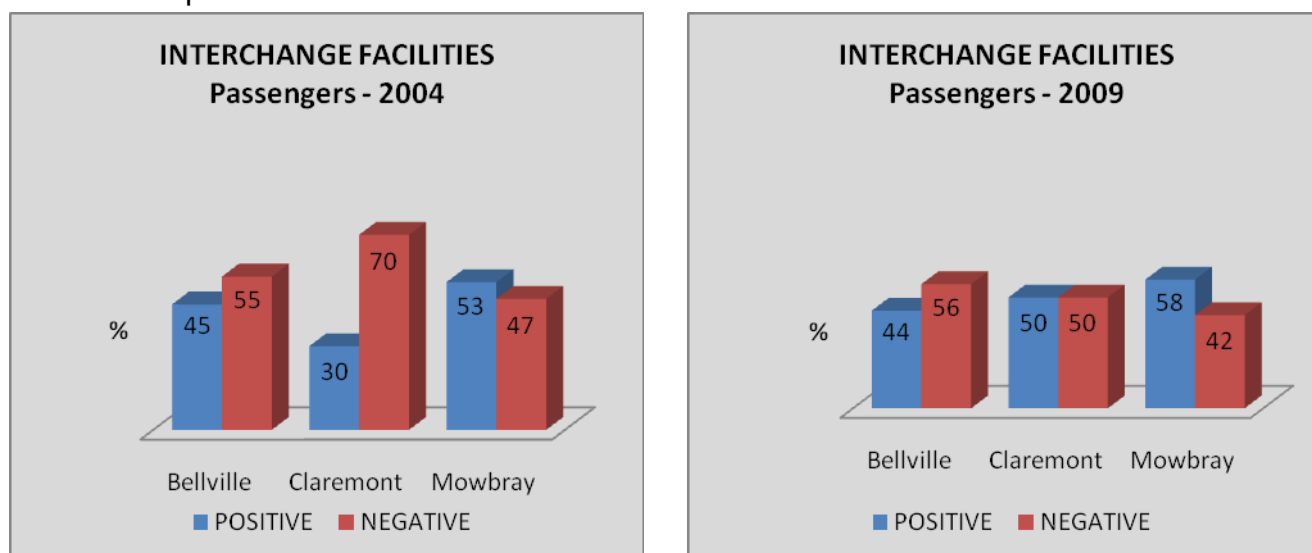 INTERCHANGE FACILITIES
Passengers - 2004
%
45
55
30
70
53
47
Bellville Claremont Mowbray
POSITIVE NEGATIVE
INTERCHANGE FACILITIES
Passengers - 2009
%
44
56
50
50
58
42
Bellville Claremont Mowbray
POSITIVE NEGATIVE